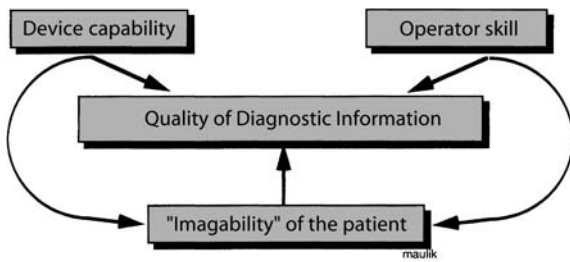 Device capability
Operator skill
Quality of Diagnostic Information
"Imagability" of the patient
maulik